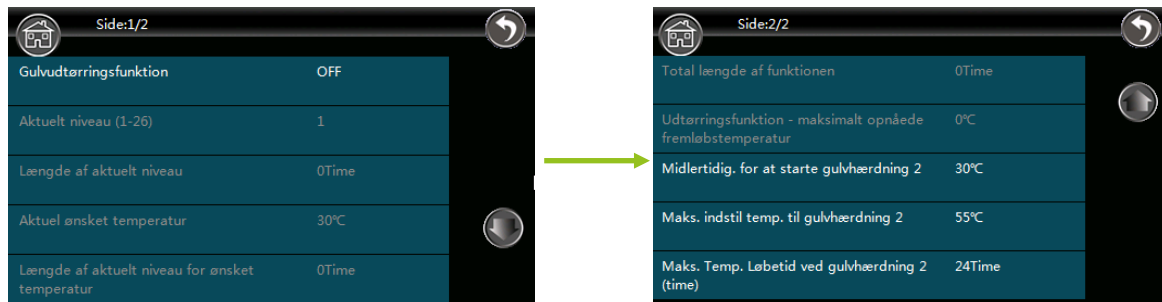 Side:1/2
Gulvudtørringsfunktion OFF
Aktuelt niveau (1-26) 1
Længde af aktuelt niveau 0Time
Aktuel ønsket temperatur 30℃
Længde af aktuelt niveau for ønsket 0Time
temperatur
Side:2/2
Total længde af funktionen 0Time
Udtørringsfunktion - maksimalt opnåede 0℃
fremløbstemperatur
Midlertidig. for at starte gulvhærdning 2 30℃
Maks. indstil temp. til gulvhærdning 2 55℃
Maks. Temp. Løbetid ved gulvhærdning 2 24Time
(time)